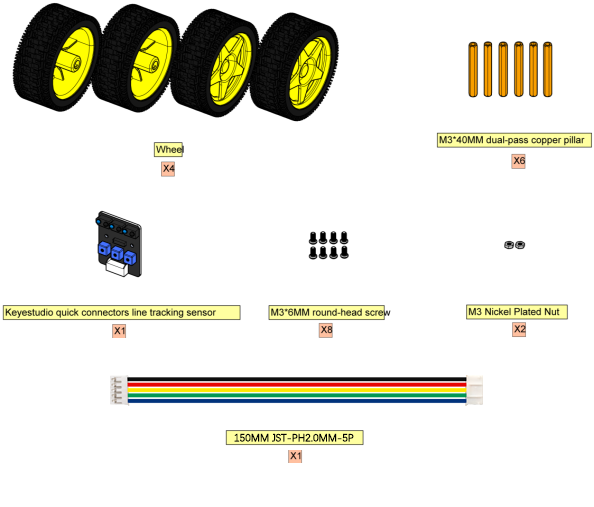 Wheel
X4
M3*40MM dual-pass copper pillar
X6
Keyestudio quick connectors line tracking sensor
X1
M3*6MM round-head screw
X8
M3 Nickel Plated Nut
X2
150MM JST-PH2.0MM-5P
X1